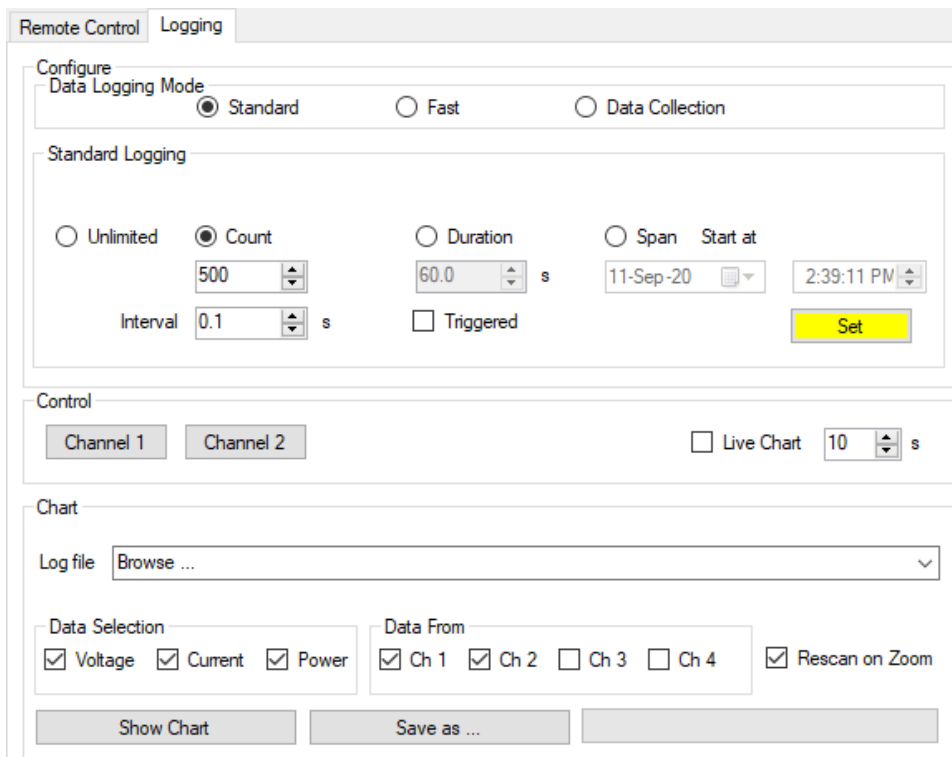 Remote Control Logging
Configure
Data Logging Mode
Standard Fast Data Collection
Standard Logging
Unlimited Count Duration Span Start at
500 60.0 s 11-Sep-20 2:39:11 PM
Interval 0.1 s Triggered Set
Control
Channel 1 Channel 2 Live Chart 10 s
Chart
Log file Browse ...
Data Selection Data From
Voltage Current Power Ch 1 Ch 2 Ch 3 Ch 4 Rescan on Zoom
Show Chart Save as ...